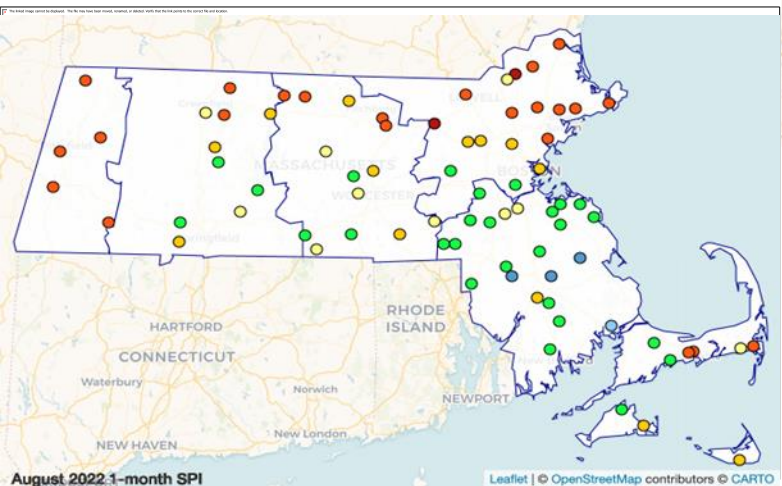 The linked image cannot be displayed. The file may have been moved, renamed, or deleted. Verify that the link points to the correct file and location.
LOWELL
MASSACHUSETTS
BOSTON
WORCESTER
RHODE
ISLAND
HARTFORD
CONNECTICUT
Waterbury
Norwich
NEWPORT
New London
NEW HAVEN
August 2022 1-month SPI
Leaflet | © OpenStreetMap contributors © CARTO